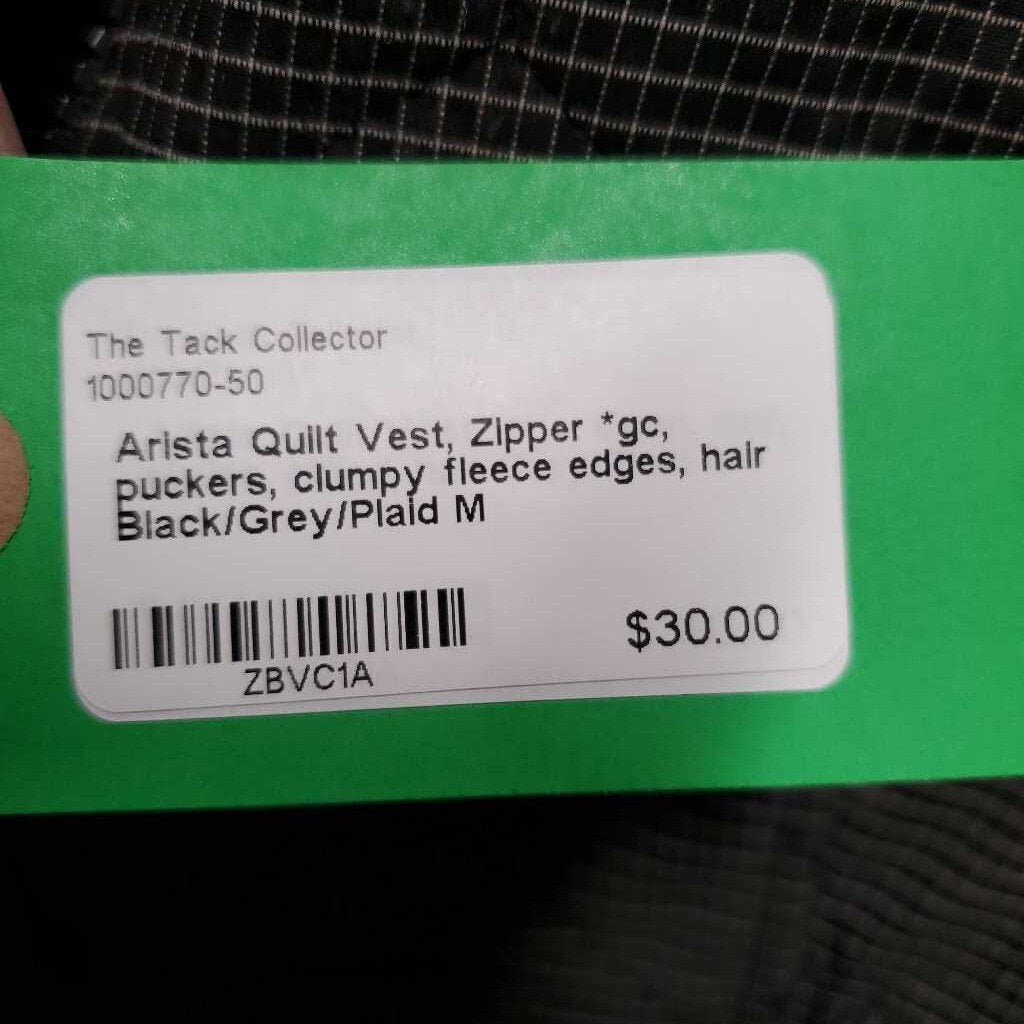 The Tack Collector
1000770-50
Arista Quilt Vest, Zipper *gc,
puckers, clumpy fleece edges, hair
Black/Grey/Plaid M
$30.00
ZBVC1A